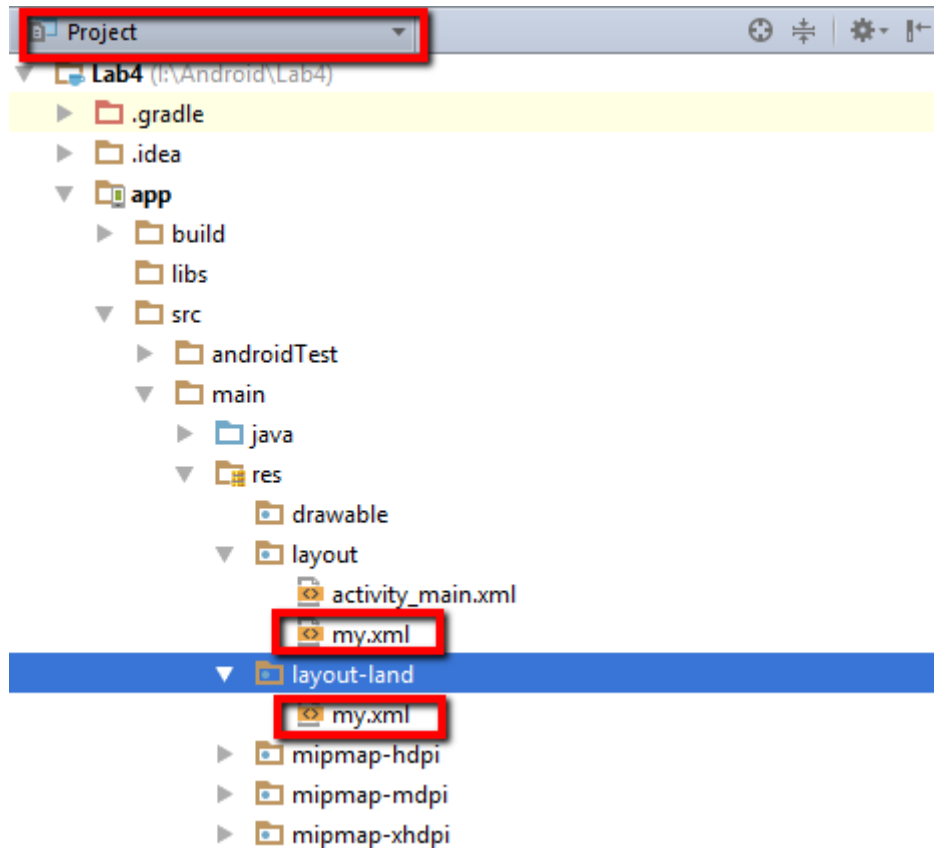 Project
Lab4 (I:\Android\Lab4)
.gradle
.idea
app
build
libs
src
androidTest
main
java
res
drawable
layout
activity_main.xml
my.xml
layout-land
my.xml
mipmap-hdpi
mipmap-mdpi
mipmap-xhdpi